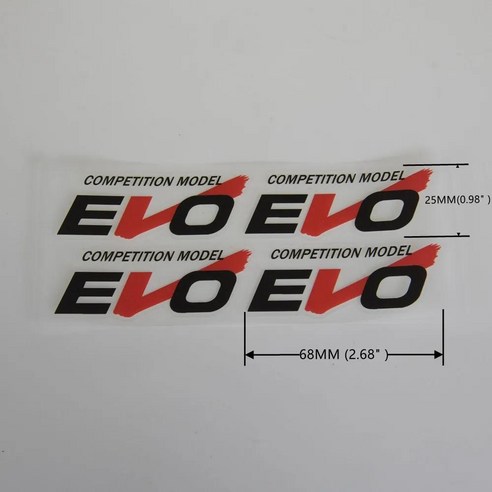 COMPETITION MODEL
EVO
COMPETITION MODEL
EVO
25MM(0.98" )
COMPETITION MODEL
EVO
COMPETITION MODEL
EVO
68MM (2.68" )